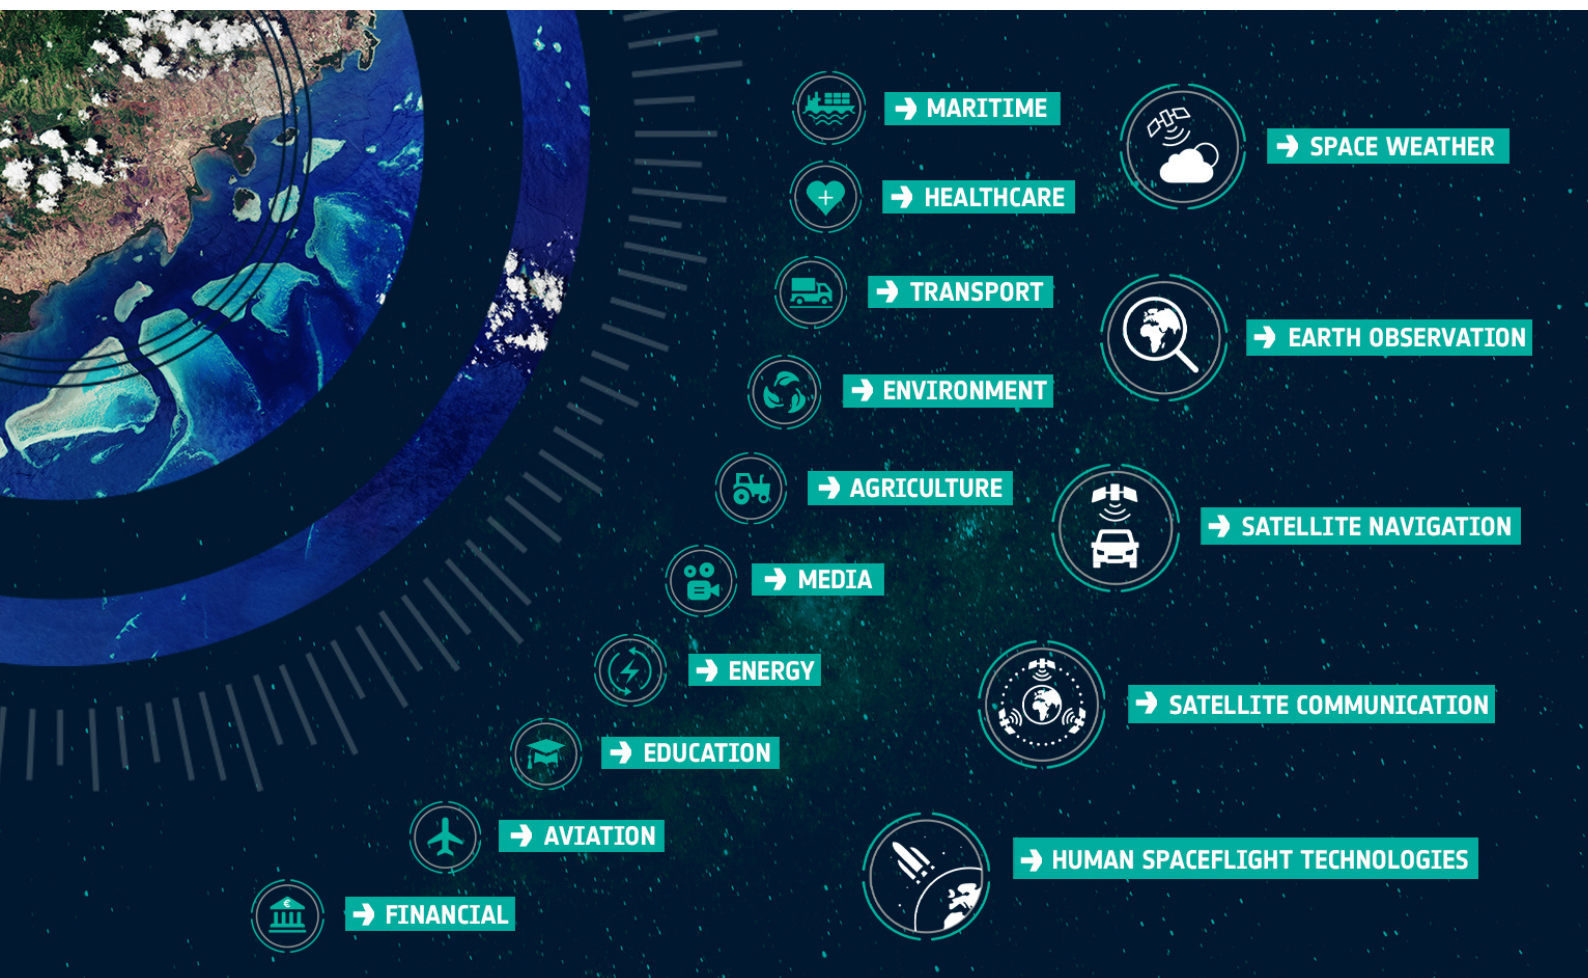 MARITIME
HEALTHCARE
TRANSPORT
ENVIRONMENT
AGRICULTURE
MEDIA
ENERGY
EDUCATION
AVIATION
FINANCIAL
SPACE WEATHER
EARTH OBSERVATION
SATELLITE NAVIGATION
SATELLITE COMMUNICATION
HUMAN SPACEFLIGHT TECHNOLOGIES